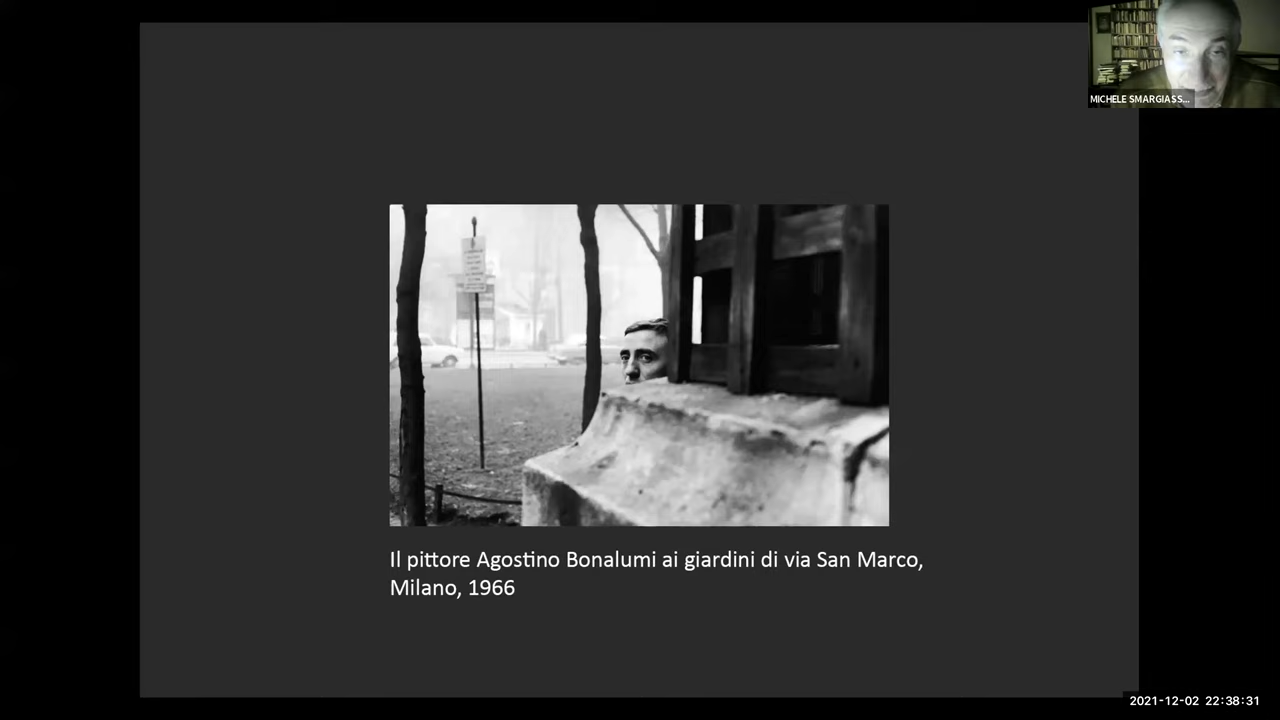 MICHELE SMARGIASS...
Il pittore Agostino Bonalumi ai giardini di via San Marco,
Milano, 1966
2021-12-02 22:38:31